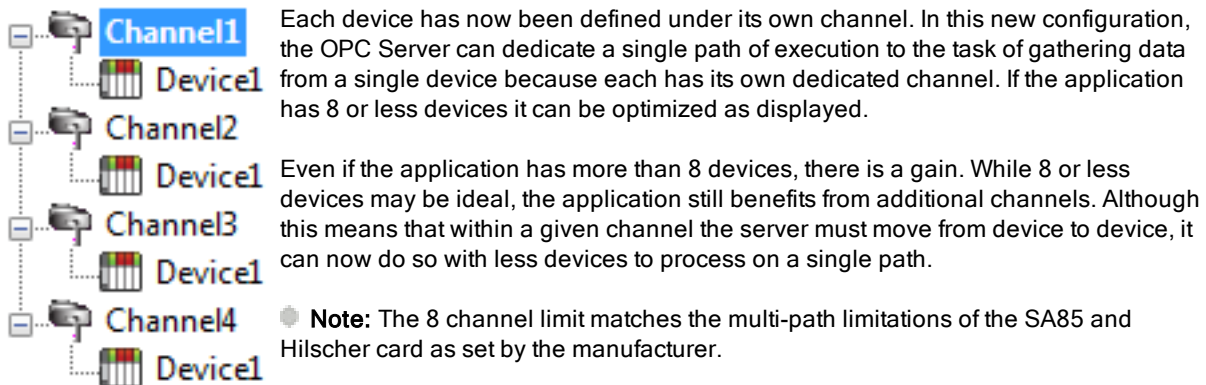 Channel1
Device1
Channel2
Device1
Channel3
Device1
Channel4
Device1
Each device has now been defined under its own channel. In this new configuration,
the OPC Server can dedicate a single path of execution to the task of gathering data
from a single device because each has its own dedicated channel. If the application
has 8 or less devices it can be optimized as displayed.
Even if the application has more than 8 devices, there is a gain. While 8 or less
devices may be ideal, the application still benefits from additional channels. Although
this means that within a given channel the server must move from device to device, it
can now do so with less devices to process on a single path.
Note: The 8 channel limit matches the multi-path limitations of the SA85 and
Hilscher card as set by the manufacturer.